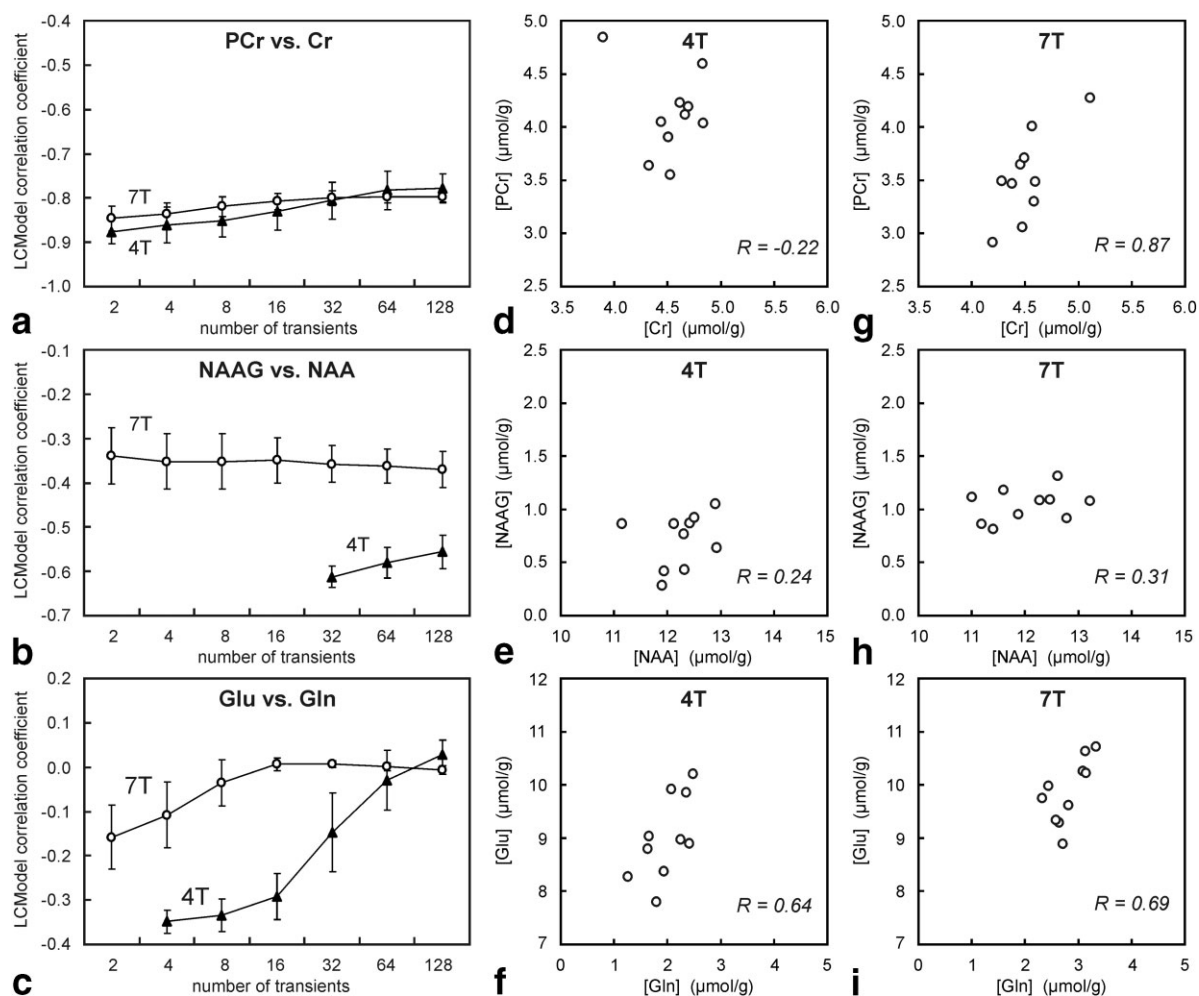 PCr vs. Cr
LCModel correlation coefficient
-0.4
-0.5
-0.6
-0.7
-0.8
-0.9
-1.0
7T
4T
2 4 8 16 32 64 128
number of transients
a
4T
[PCr] (μmol/g)
5.0
4.5
4.0
3.5
3.0
2.5
R = -0.22
3.5 4.0 4.5 5.0 5.5 6.0
[Cr] (μmol/g)
d
7T
[PCr] (μmol/g)
5.0
4.5
4.0
3.5
3.0
2.5
R = 0.87
3.5 4.0 4.5 5.0 5.5 6.0
[Cr] (μmol/g)
g
NAAG vs. NAA
LCModel correlation coefficient
-0.1
-0.2
-0.3
-0.4
-0.5
-0.6
-0.7
7T
4T
2 4 8 16 32 64 128
number of transients
b
4T
[NAAG] (μmol/g)
2.5
2.0
1.5
1.0
0.5
0.0
R = 0.24
10 11 12 13 14 15
[NAA] (μmol/g)
e
7T
[NAAG] (μmol/g)
2.5
2.0
1.5
1.0
0.5
0.0
R = 0.31
10 11 12 13 14 15
[NAA] (μmol/g)
h
Glu vs. Gln
LCModel correlation coefficient
0.2
0.1
0.0
-0.1
-0.2
-0.3
-0.4
7T
4T
2 4 8 16 32 64 128
number of transients
c
4T
[Glu] (μmol/g)
12
11
10
9
8
7
R = 0.64
0 1 2 3 4 5
[Gln] (μmol/g)
f
7T
[Glu] (μmol/g)
12
11
10
9
8
7
R = 0.69
0 1 2 3 4 5
[Gln] (μmol/g)
i